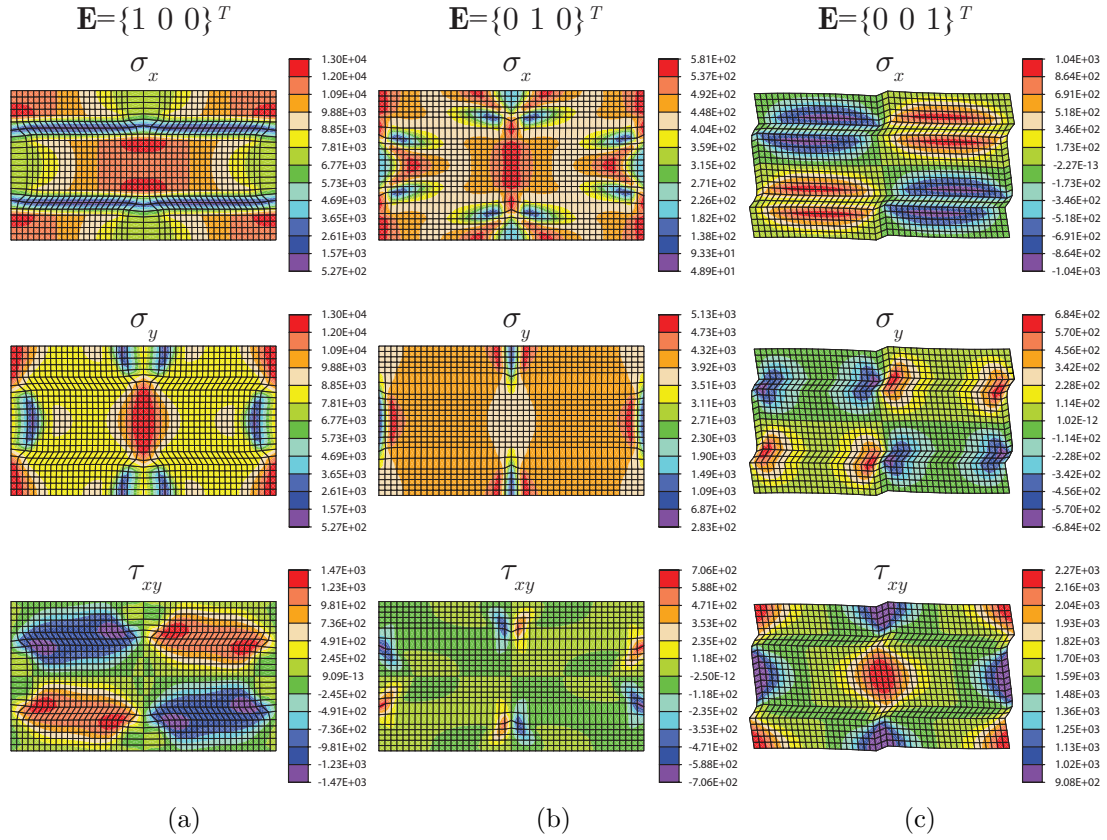 E={1 0 0}ᵀ
E={0 1 0}ᵀ
E={0 0 1}ᵀ
σₓ
1.30E+04
1.20E+04
1.09E+04
9.88E+03
8.85E+03
7.81E+03
6.77E+03
5.73E+03
4.69E+03
3.65E+03
2.61E+03
1.57E+03
5.27E+02
σₓ
5.81E+02
5.37E+02
4.92E+02
4.48E+02
4.04E+02
3.59E+02
3.15E+02
2.71E+02
2.26E+02
1.82E+02
1.38E+02
9.33E+01
4.89E+01
σₓ
1.04E+03
8.64E+02
6.91E+02
5.18E+02
3.46E+02
1.73E+02
-2.27E-13
-1.73E+02
-3.46E+02
-5.18E+02
-6.91E+02
-8.64E+02
-1.04E+03
σ_y
1.30E+04
1.20E+04
1.09E+04
9.88E+03
8.85E+03
7.81E+03
6.77E+03
5.73E+03
4.69E+03
3.65E+03
2.61E+03
1.57E+03
5.27E+02
σ_y
5.13E+03
4.73E+03
4.32E+03
3.92E+03
3.51E+03
3.11E+03
2.71E+03
2.30E+03
1.90E+03
1.49E+03
1.09E+03
6.87E+02
2.83E+02
σ_y
6.84E+02
5.70E+02
4.56E+02
3.42E+02
2.28E+02
1.14E+02
1.02E-12
-1.14E+02
-2.28E+02
-3.42E+02
-4.56E+02
-5.70E+02
-6.84E+02
τ_xy
1.47E+03
1.23E+03
9.81E+02
7.36E+02
4.91E+02
2.45E+02
9.09E-13
-2.45E+02
-4.91E+02
-7.36E+02
-9.81E+02
-1.23E+03
-1.47E+03
τ_xy
7.06E+02
5.88E+02
4.71E+02
3.53E+02
2.35E+02
1.18E+02
-2.50E-12
-1.18E+02
-2.35E+02
-3.53E+02
-4.71E+02
-5.88E+02
-7.06E+02
τ_xy
2.27E+03
2.16E+03
2.04E+03
1.93E+03
1.82E+03
1.70E+03
1.59E+03
1.48E+03
1.36E+03
1.25E+03
1.13E+03
1.02E+03
9.08E+02
(a)
(b)
(c)